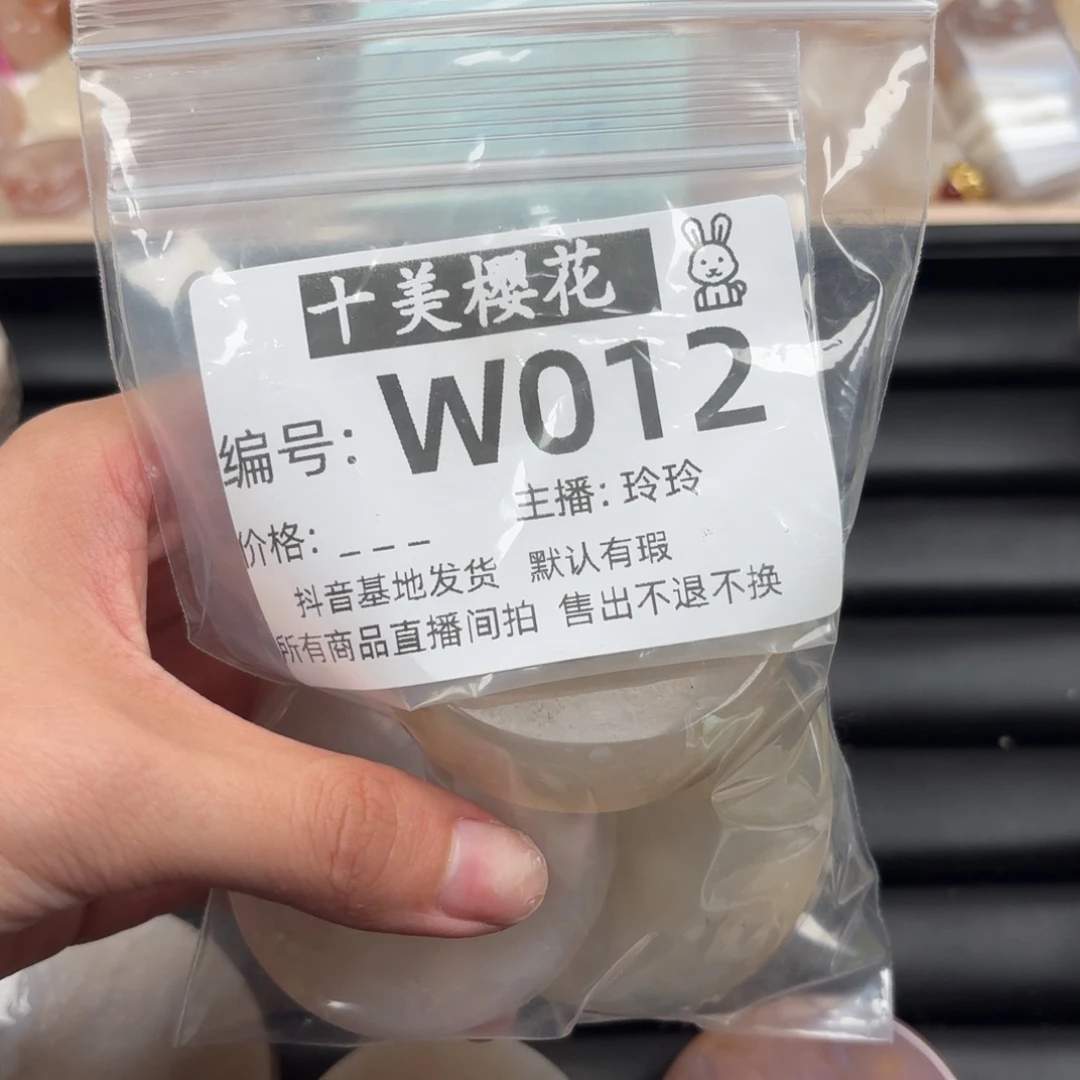 十美樱花
编号：W012
主播：玲玲
价格：_ _ _
抖音基地发货 默认有瑕
所有商品直播间拍 售出不退不换